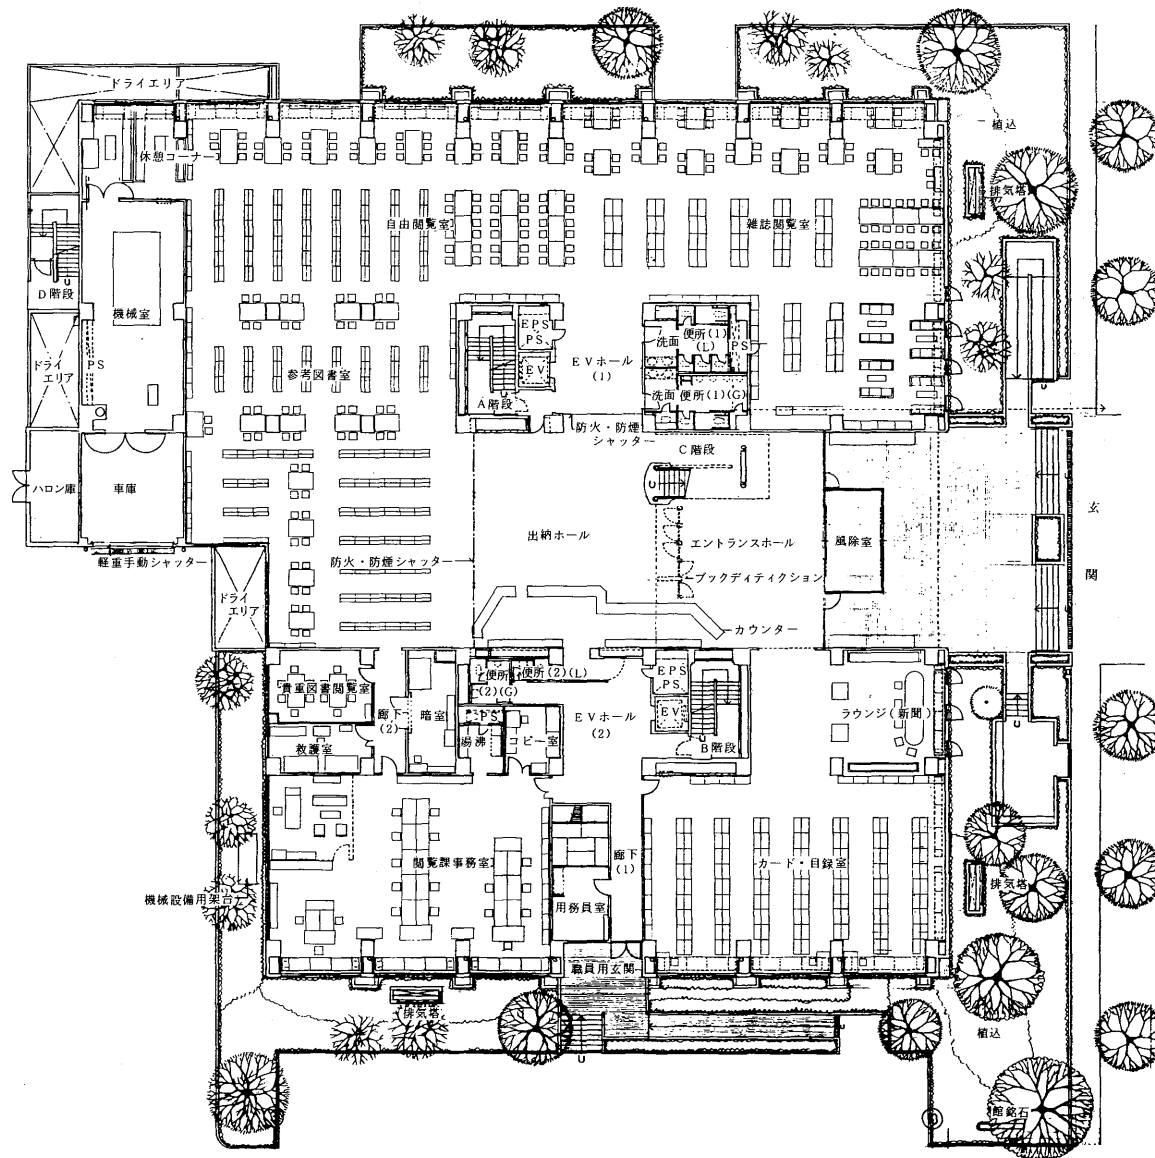 ドライエリア
植込
休憩コーナー
排気塔
自由閲覧室
雑誌閲覧室
D階段
機械室
EPS
PS
EV
EVホール
(1)
洗面
便所(1)
(L)
PS
PS
ドライ
エリア
参考図書室
A階段
洗面
便所(1)(G)
防火・防煙
シャッター
C階段
ハロン庫
車庫
玄
関
出納ホール
エントランスホール
風除室
軽重手動シャッター
防火・防煙シャッター
ブックディティクション
ドライ
エリア
カウンター
貴重図書閲覧室
廊下
(2)
暗室
便所
(2)(G)
便所(2)(L)
EPS
PS
EV
PS
湯沸
コピー室
EVホール
(2)
B階段
ラウンジ(新聞)
救護室
閲覧課事務室
廊下
(1)
カード・目録室
機械設備用架台
用務員室
排気塔
職員用玄関
排気塔
植込
館銘石